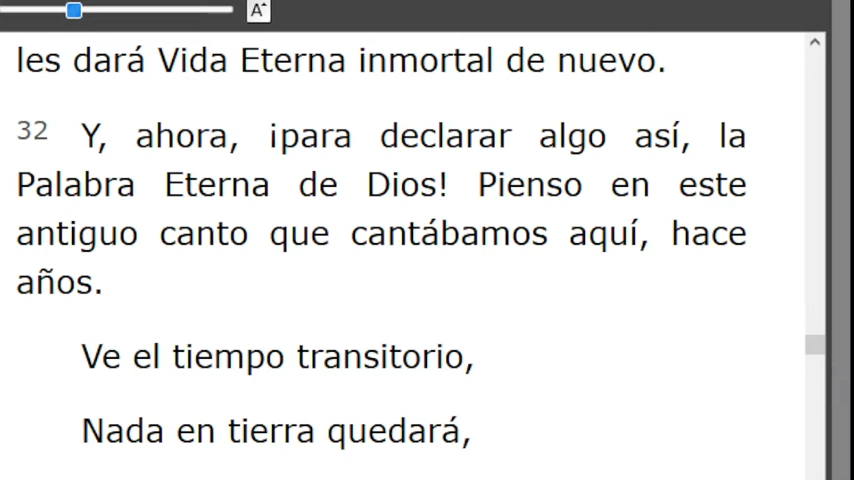 A
les dará Vida Eterna inmortal de nuevo.
32 Y, ahora, ¡para declarar algo así, la
Palabra Eterna de Dios! Pienso en este
antiguo canto que cantábamos aquí, hace
años.
Ve el tiempo transitorio,
Nada en tierra quedará,